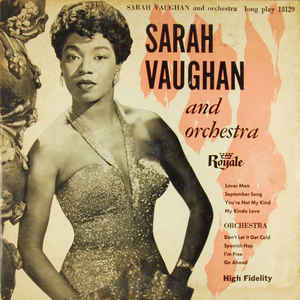 SARAH VAUGHAN and orchestra long play 18129
SARAH
VAUGHAN
and
orchestra
Royale
Lover Man
September Song
You're Not My Kind
My Kinda Love
ORCHESTRA
Don't Let it Get Cold
Spanish Hop
I'm Free
Go Ahead
High Fidelity